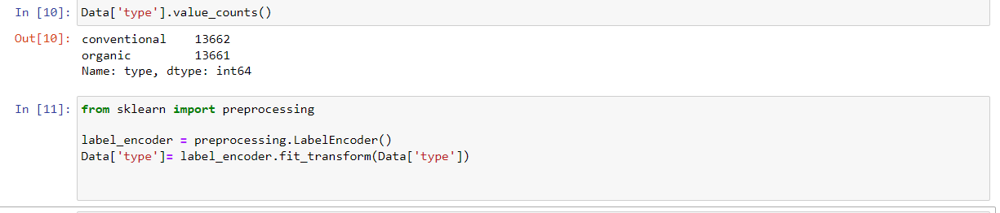 In [10]: Data['type'].value_counts()
Out[10]: conventional    13662
organic         13661
Name: type, dtype: int64
In [11]: from sklearn import preprocessing
label_encoder = preprocessing.LabelEncoder()
Data['type']= label_encoder.fit_transform(Data['type'])